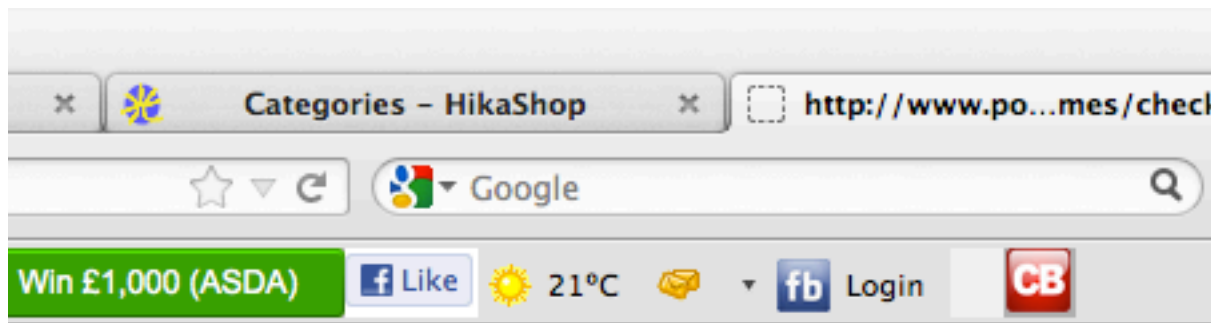 Categories – HikaShop http://www.po...mes/check
Google
Win £1,000 (ASDA) f Like 21°C fb Login CB